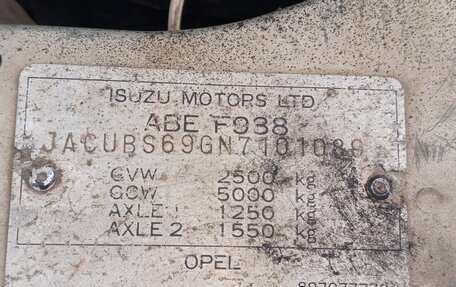 ISUZU MOTORS LTD
ABE F938
JACUBS69GN7101088
GVW 2500 kg
GCW 5000 kg
AXLE 1 1250 kg
AXLE 2 1550 kg
OPEL